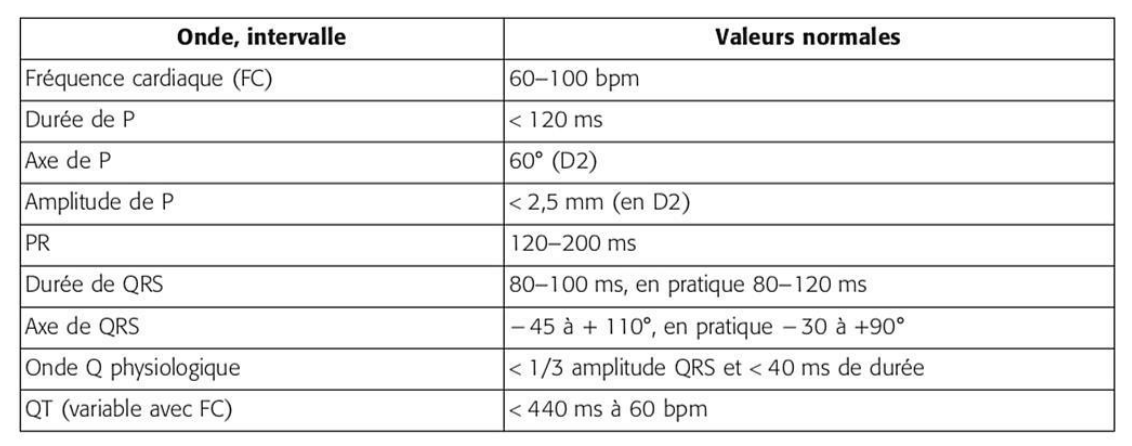 Onde, intervalle Valeurs normales
Fréquence cardiaque (FC) 60–100 bpm
Durée de P < 120 ms
Axe de P 60° (D2)
Amplitude de P < 2,5 mm (en D2)
PR 120–200 ms
Durée de QRS 80–100 ms, en pratique 80–120 ms
Axe de QRS – 45 à + 110°, en pratique – 30 à +90°
Onde Q physiologique < 1/3 amplitude QRS et < 40 ms de durée
QT (variable avec FC) < 440 ms à 60 bpm